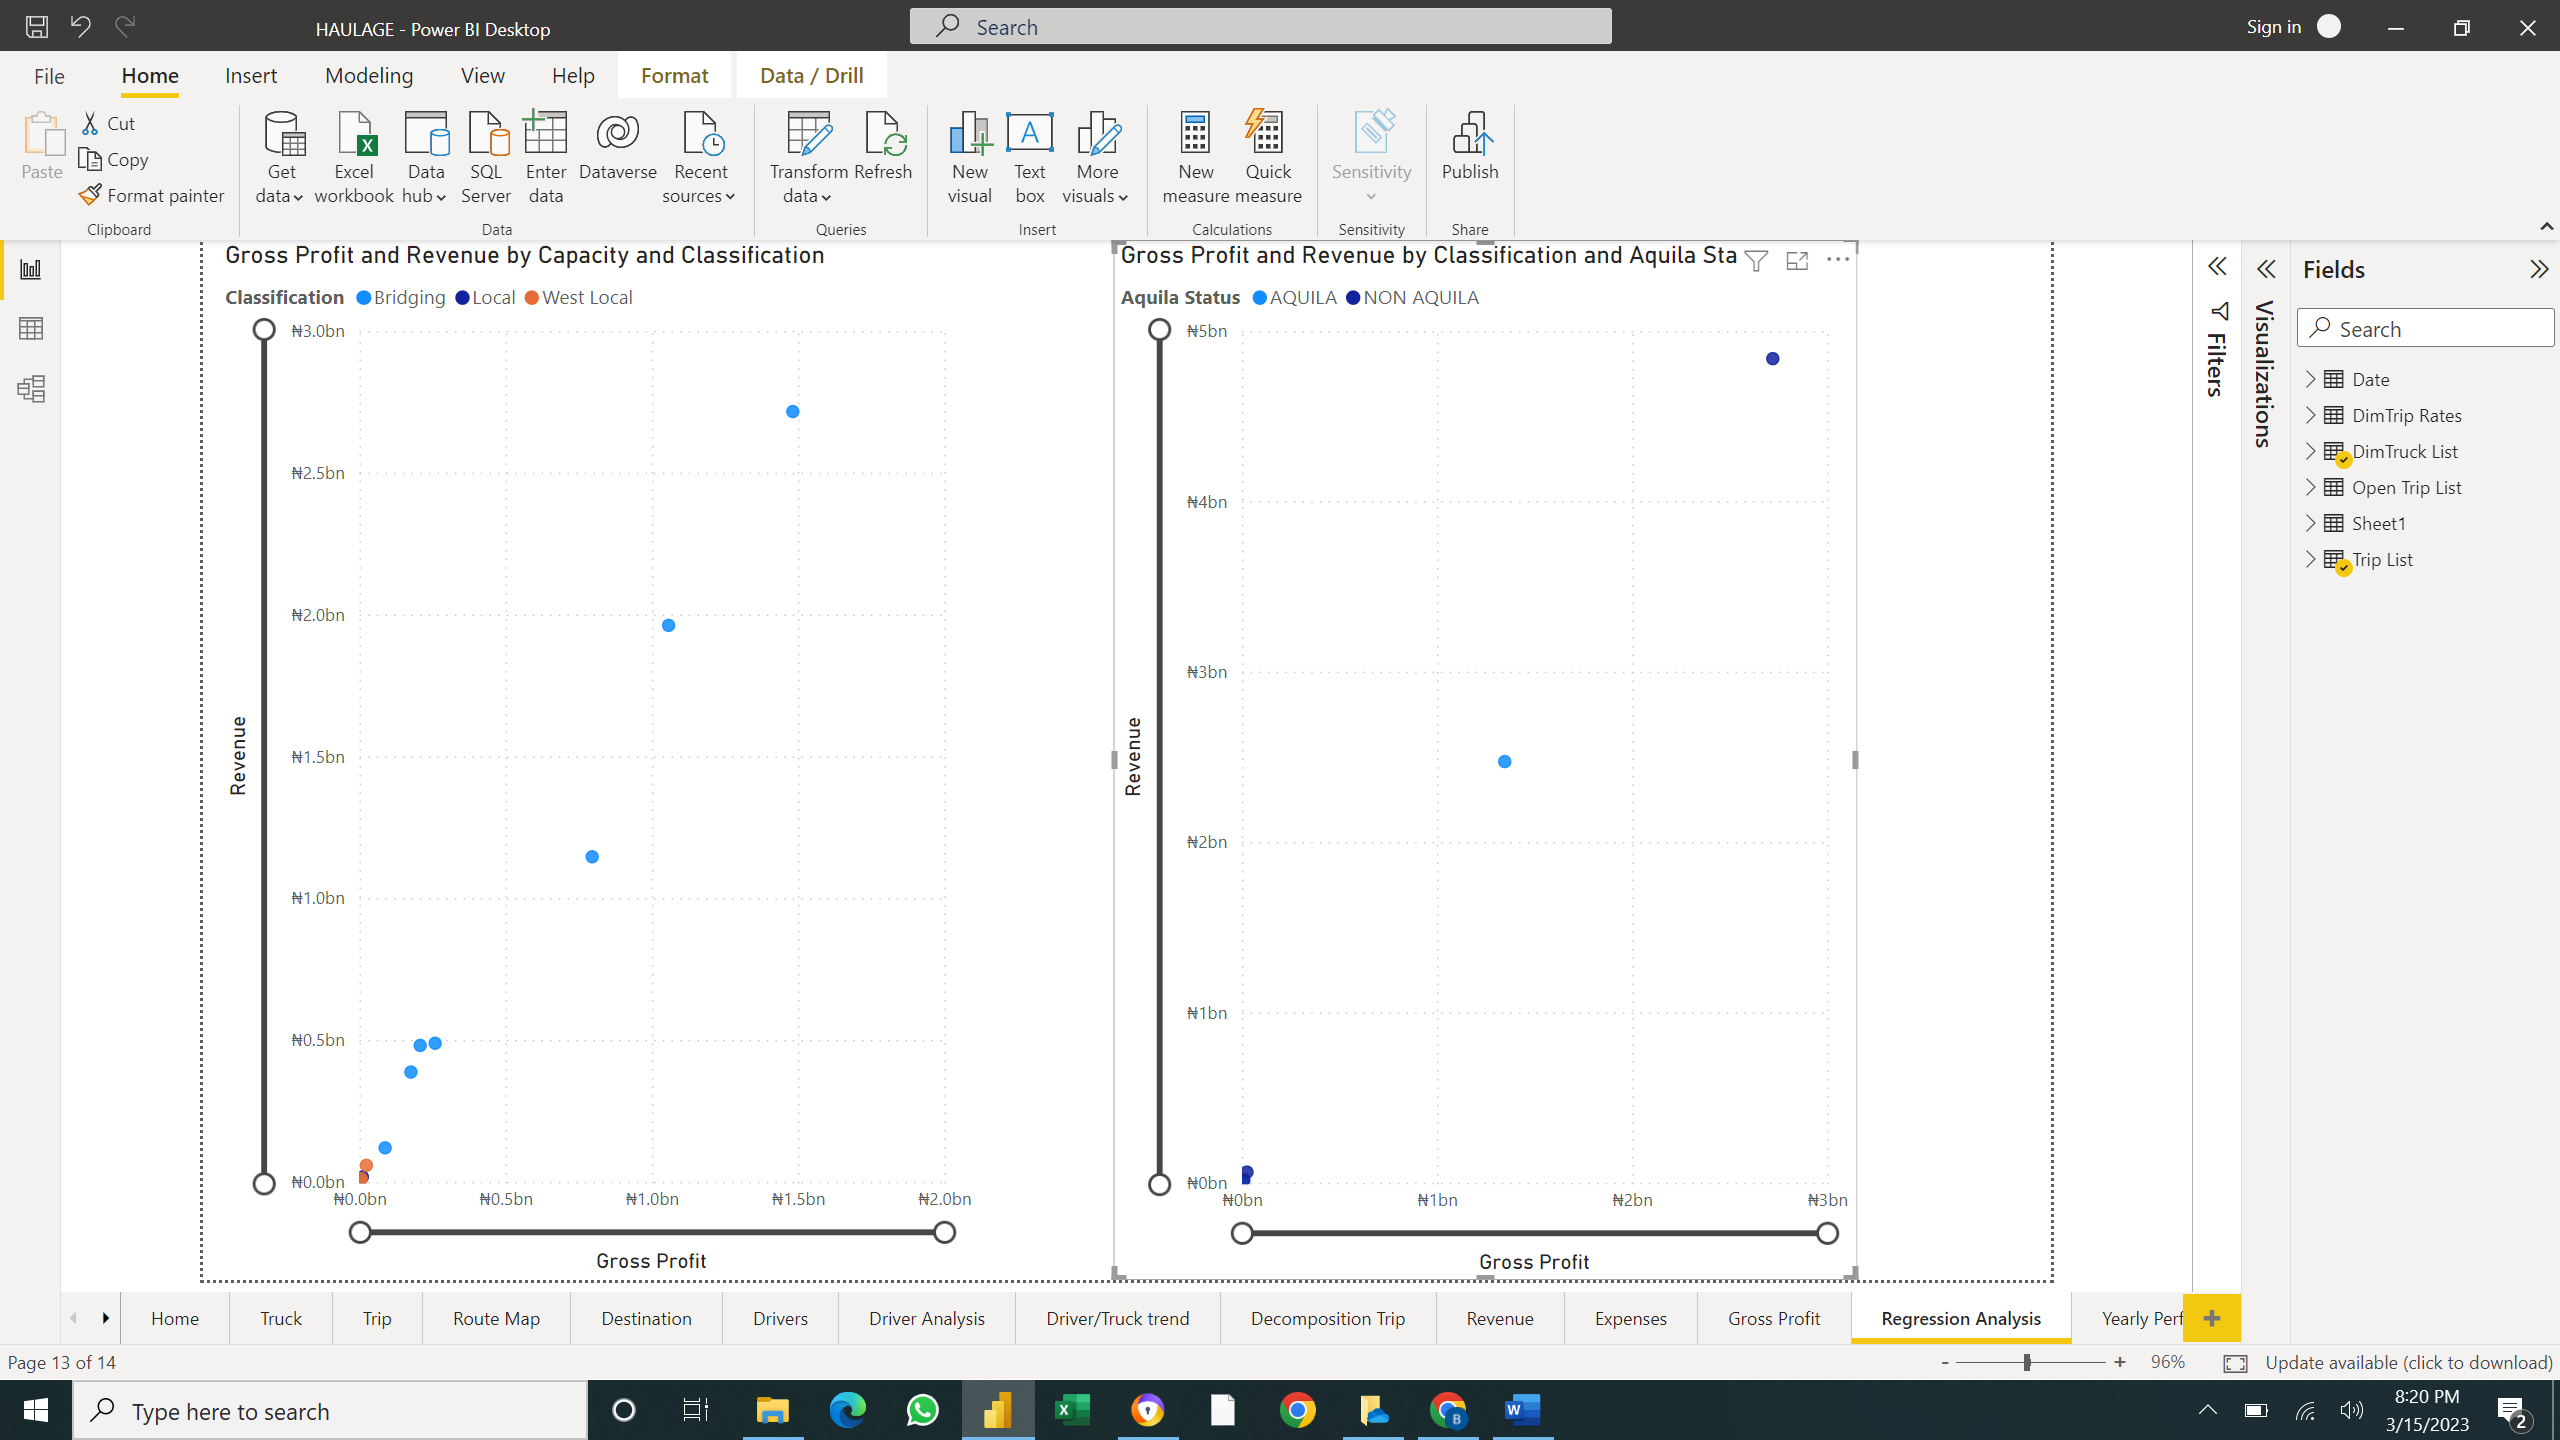 HAULAGE - Power BI Desktop
Search
Sign in
File
Home
Insert
Modeling
View
Help
Format
Data / Drill
Paste
Cut
Copy
Format painter
Clipboard
Get data
Excel workbook
Data hub
SQL Server
Enter data
Dataverse
Recent sources
Data
Transform data
Refresh
Queries
New visual
Text box
More visuals
Insert
New measure
Quick measure
Calculations
Sensitivity
Sensitivity
Publish
Share
Gross Profit and Revenue by Capacity and Classification
Classification Bridging Local West Local
₦3.0bn
₦2.5bn
₦2.0bn
₦1.5bn
₦1.0bn
₦0.5bn
₦0.0bn
Revenue
₦0.0bn ₦0.5bn ₦1.0bn ₦1.5bn ₦2.0bn
Gross Profit
Gross Profit and Revenue by Classification and Aquila Sta
Aquila Status AQUILA NON AQUILA
₦5bn
₦4bn
₦3bn
₦2bn
₦1bn
₦0bn
Revenue
₦0bn ₦1bn ₦2bn ₦3bn
Gross Profit
Filters
Visualizations
Fields
Search
Date
DimTrip Rates
DimTruck List
Open Trip List
Sheet1
Trip List
Home
Truck
Trip
Route Map
Destination
Drivers
Driver Analysis
Driver/Truck trend
Decomposition Trip
Revenue
Expenses
Gross Profit
Regression Analysis
Yearly Perf
Page 13 of 14
- + 96%
Update available (click to download)
Type here to search
8:20 PM
3/15/2023
2